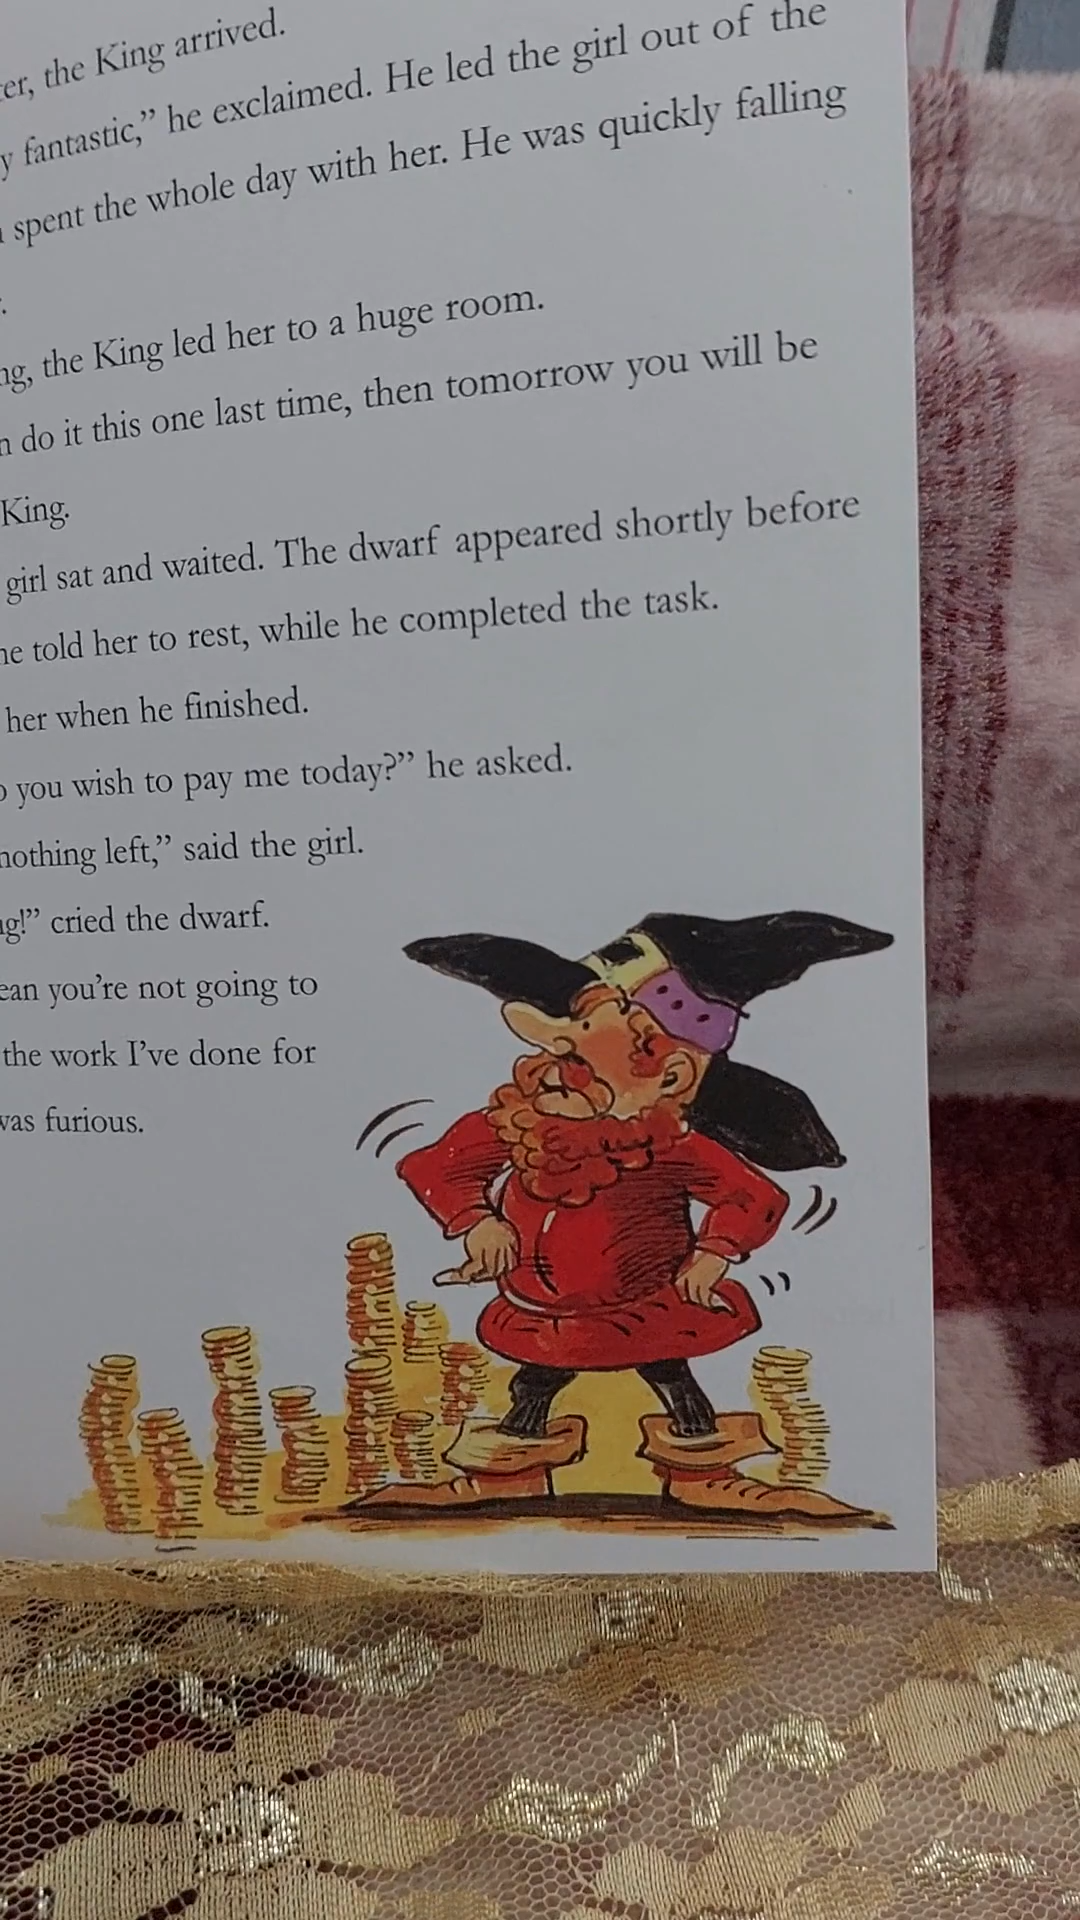 the King arrived.
fantastic,” he exclaimed. He led the girl out of the
spent the whole day with her. He was quickly falling
the King led her to a huge room.
do it this one last time, then tomorrow you will be
King.
girl sat and waited. The dwarf appeared shortly before
told her to rest, while he completed the task.
her when he finished.
you wish to pay me today?” he asked.
nothing left,” said the girl.
cried the dwarf.
you’re not going to
the work I’ve done for
was furious.